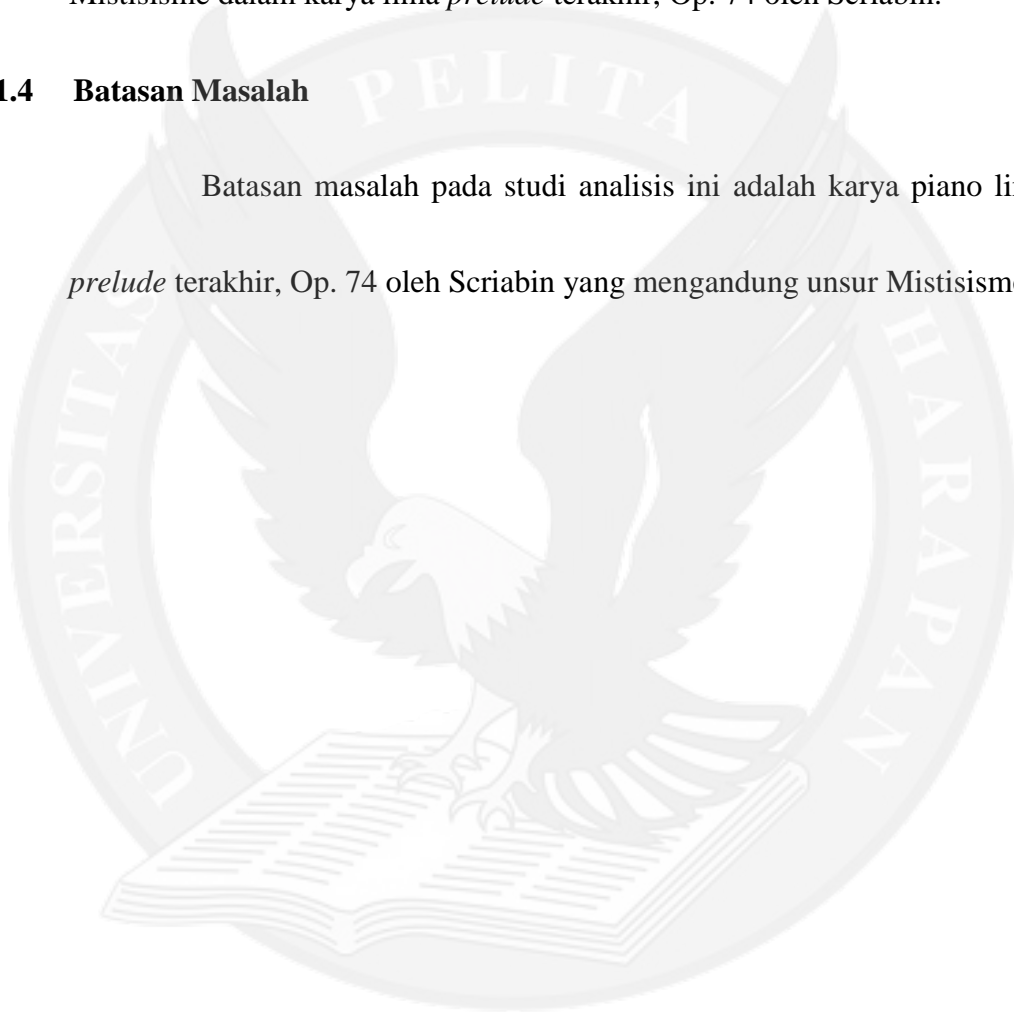 Mistisisme dalam karya lima prelude terakhir, Op. 74 oleh Scriabin.
1.4 Batasan Masalah
Batasan masalah pada studi analisis ini adalah karya piano
prelude terakhir, Op. 74 oleh Scriabin yang mengandung unsur
UNIVERSITAS PELITA HARAPAN